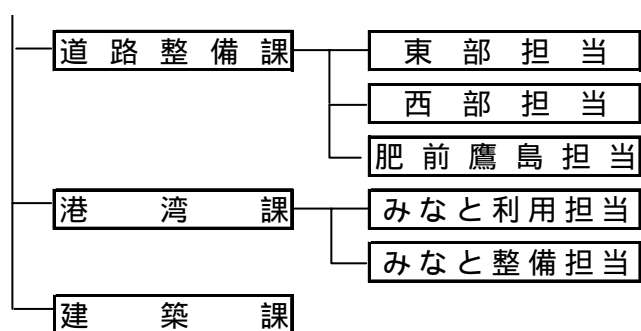 道路整備課 東部担当
西部担当
肥前鷹島担当
港湾課 みなと利用担当
みなと整備担当
建築課